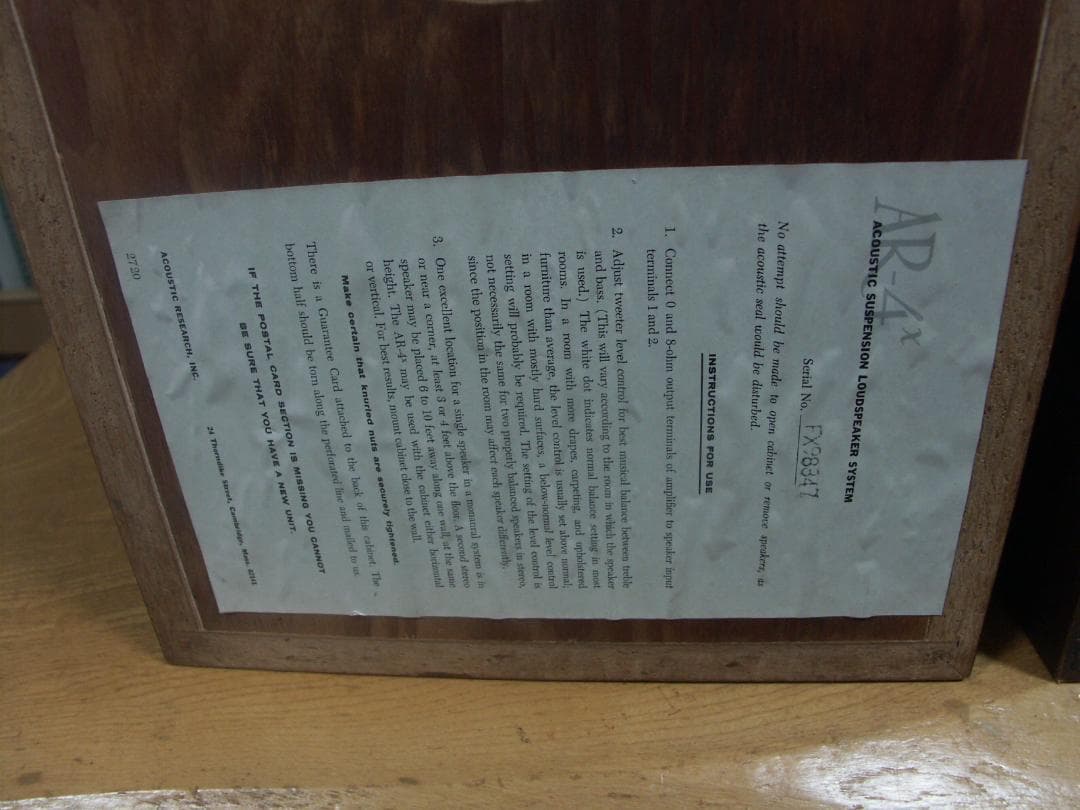 AR-4ˣ
ACOUSTIC SUSPENSION LOUDSPEAKER SYSTEM
Serial No. FX98347
No attempt should be made to open cabinet or remove speakers, as
the acoustic seal would be disturbed.
INSTRUCTIONS FOR USE
1. Connect 0 and 8-ohm output terminals of amplifier to speaker input
terminals 1 and 2.
2. Adjust tweeter level control for best musical balance between treble
and bass. (This will vary according to the room in which the speaker
is used.) The white dot indicates normal balance setting in most
rooms. In a room with more drapes, carpeting, and upholstered
furniture than average, the level control is usually set above normal;
in a room with mostly hard surfaces, a below-normal level control
setting will probably be required. The setting of the level control is
not necessarily the same for two properly balanced speakers in stereo,
since the position in the room may affect each speaker differently.
3. One excellent location for a single speaker in a monaural system is in
or near a corner, at least 3 or 4 feet above the floor. A second stereo
speaker may be placed 6 to 10 feet away along one wall, at the same
height. The AR-4ˣ may be used with the cabinet either horizontal
or vertical. For best results, mount cabinet close to the wall.
Make certain that knurled nuts are securely tightened.
There is a Guarantee Card attached to the back of this cabinet. The
bottom half should be torn along the perforated line and mailed to us.
IF THE POSTAL CARD SECTION IS MISSING YOU CANNOT
BE SURE THAT YOU HAVE A NEW UNIT.
ACOUSTIC RESEARCH, INC.
24 Thorndike Street, Cambridge, Mass. 02141
2720